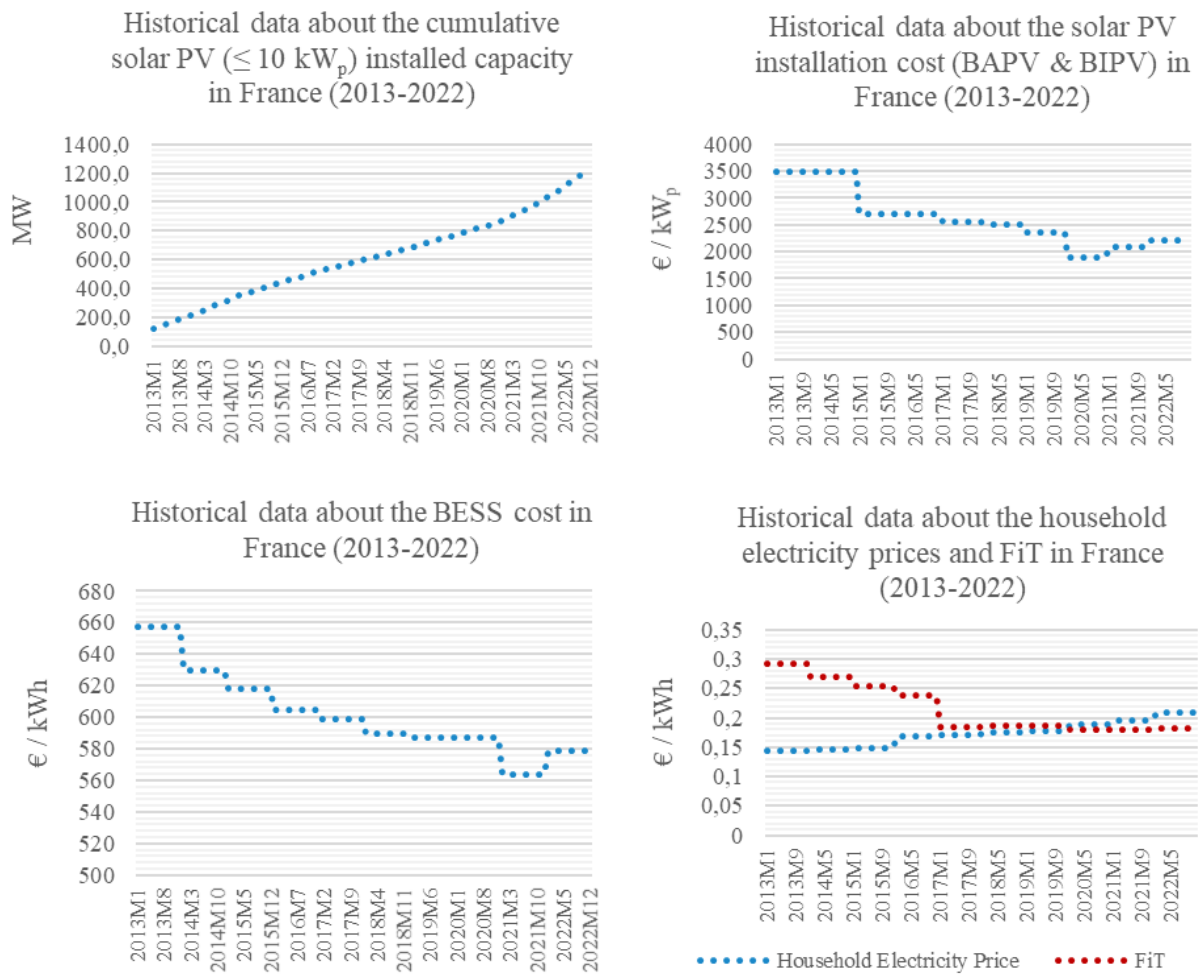 Historical data about the cumulative
solar PV (≤ 10 kWp) installed capacity
in France (2013-2022)
MW
1400,0
1200,0
1000,0
800,0
600,0
400,0
200,0
0,0
2013M1
2013M8
2014M3
2014M10
2015M5
2015M12
2016M7
2017M2
2017M9
2018M4
2018M11
2019M6
2020M1
2020M8
2021M3
2021M10
2022M5
2022M12
Historical data about the solar PV
installation cost (BAPV & BIPV) in
France (2013-2022)
€ / kWp
4000
3500
3000
2500
2000
1500
1000
500
0
2013M1
2013M9
2014M5
2015M1
2015M9
2016M5
2017M1
2017M9
2018M5
2019M1
2019M9
2020M5
2021M1
2021M9
2022M5
Historical data about the BESS cost in
France (2013-2022)
€ / kWh
680
660
640
620
600
580
560
540
520
500
2013M1
2013M8
2014M3
2014M10
2015M5
2015M12
2016M7
2017M2
2017M9
2018M4
2018M11
2019M6
2020M1
2020M8
2021M3
2021M10
2022M5
2022M12
Historical data about the household
electricity prices and FiT in France
(2013-2022)
€ / kWh
0,35
0,3
0,25
0,2
0,15
0,1
0,05
0
2013M1
2013M9
2014M5
2015M1
2015M9
2016M5
2017M1
2017M9
2018M5
2019M1
2019M9
2020M5
2021M1
2021M9
2022M5
Household Electricity Price
FiT